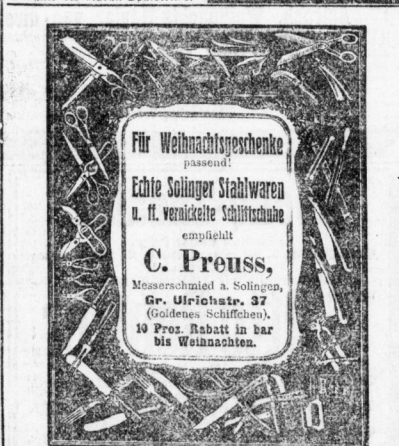 Für Weihnachtsgeschenke
passend!
Echte Solinger Stahlwaren
u. ff. vernickelte Schlittschuhe
empfiehlt
C. Preuss,
Messerschmied a. Solingen,
Gr. Ulrichstr. 37
(Goldenes Schiffchen).
10 Proz. Rabatt in bar
bis Weihnachten.